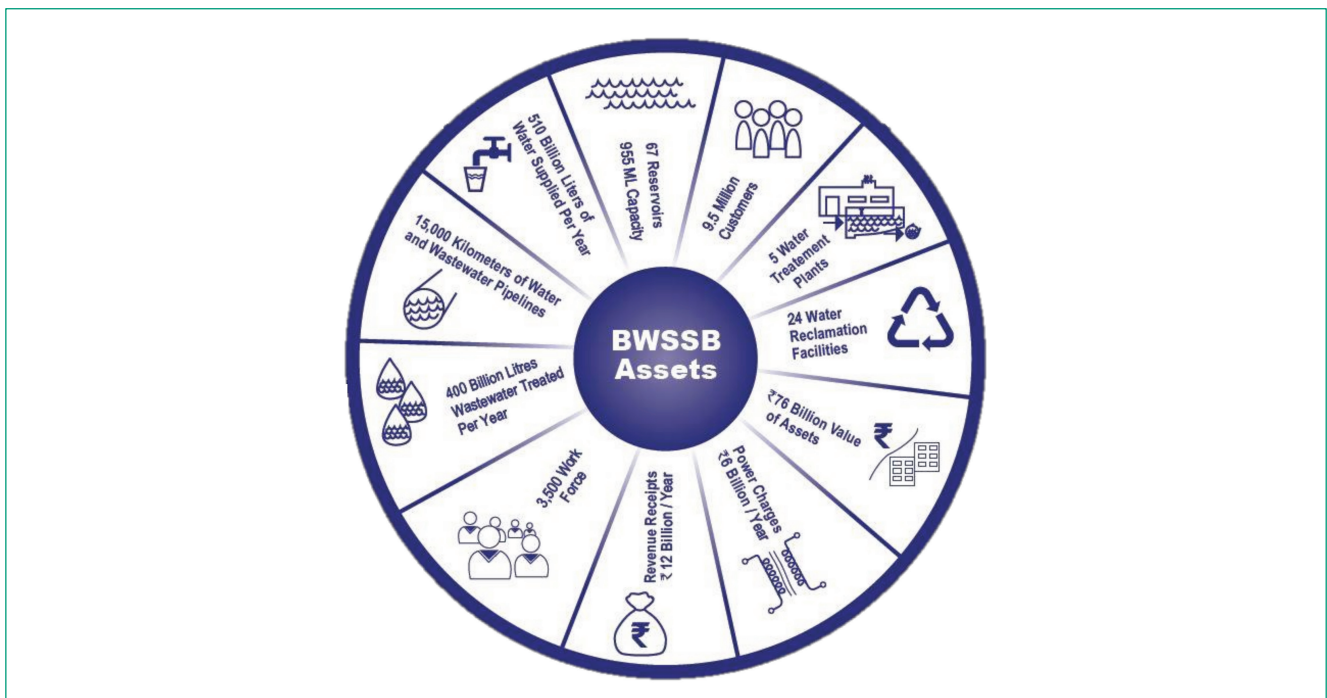 BWSSB
Assets
67 Reservoirs
955 ML Capacity
9.5 Million
Customers
5 Water
Treatement
Plants
24 Water
Reclamation
Facilities
₹76 Billion Value
of Assets
Power Charges
₹6 Billion / Year
Revenue Receipts
₹ 12 Billion / Year
3,500 Work
Force
400 Billion Litres
Wastewater Treated
Per Year
15,000 Kilometers of Water
and Wastewater Pipelines
510 Billion Liters of
Water Supplied Per Year
₹
₹